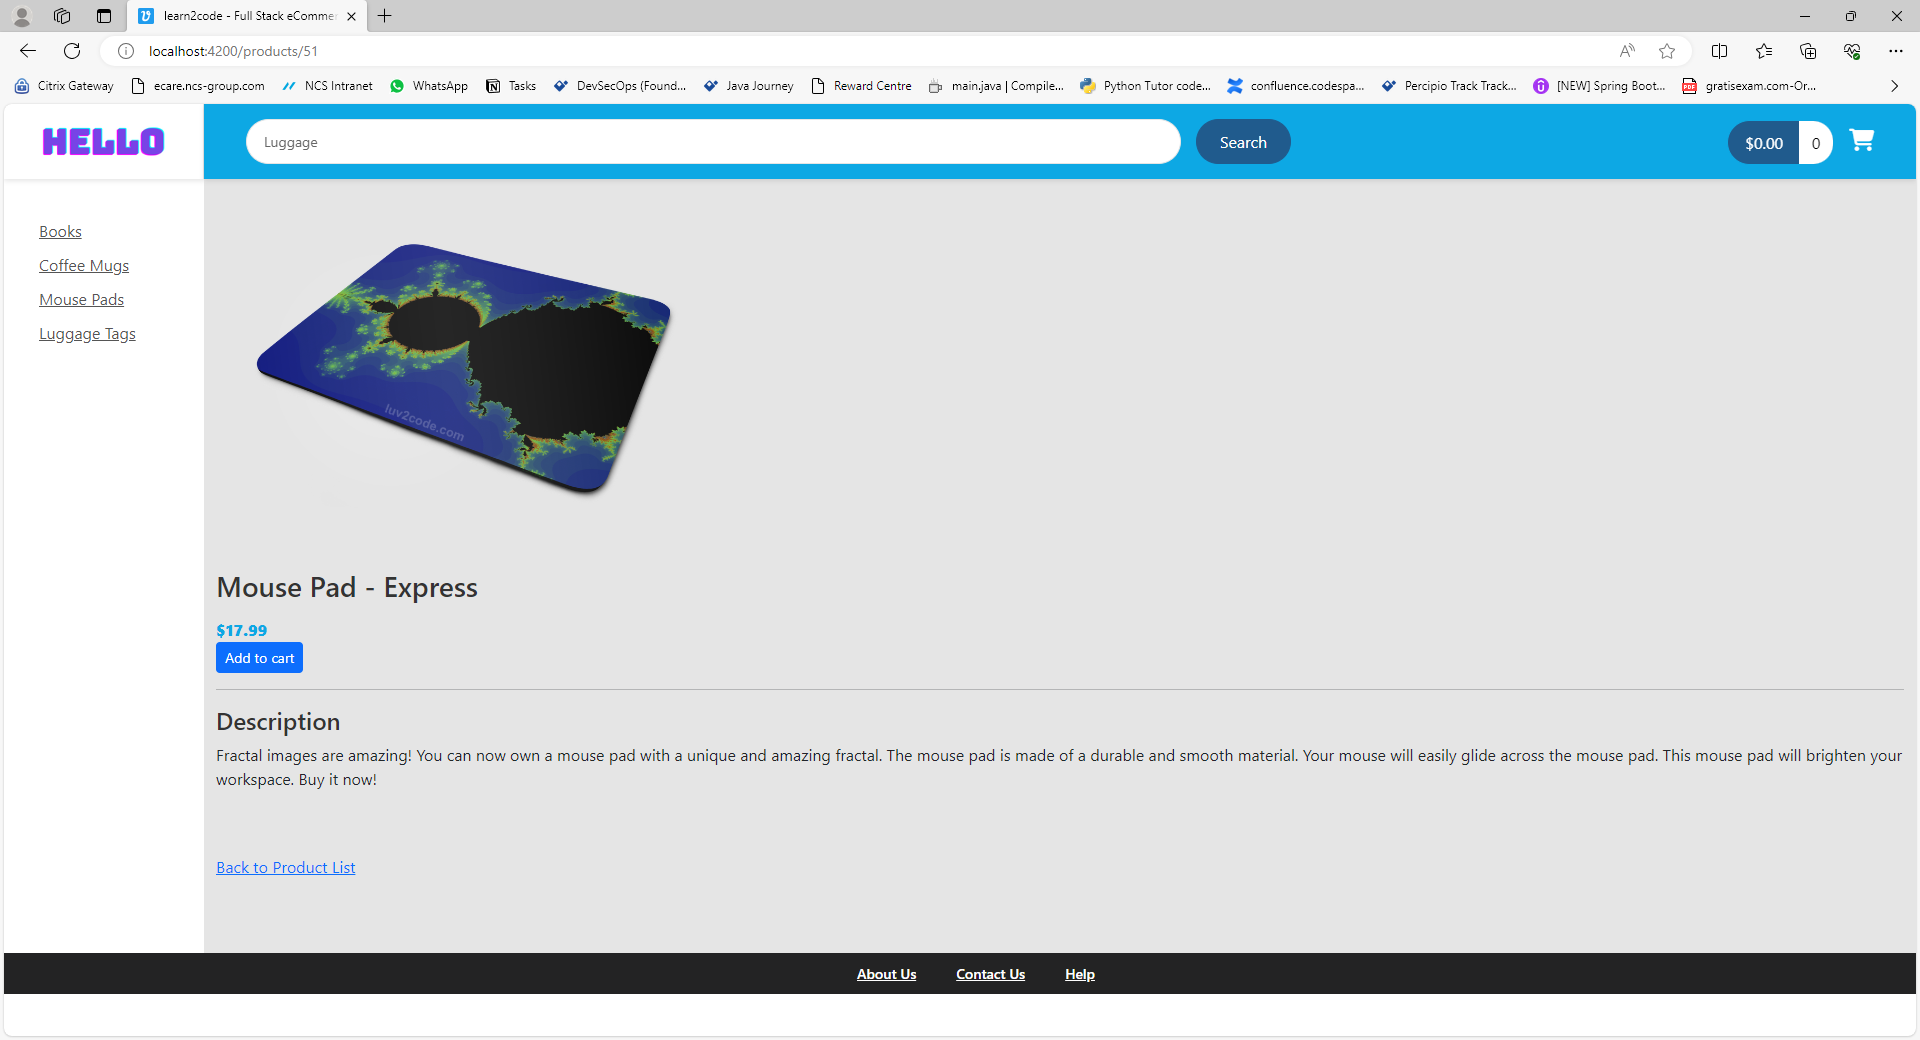 learn2code - Full Stack eComme
localhost:4200/products/51
Citrix Gateway
ecare.ncs-group.com
NCS Intranet
WhatsApp
Tasks
DevSecOps (Found...
Java Journey
Reward Centre
main.java | Compile...
Python Tutor code...
confluence.codespa...
Percipio Track Track...
[NEW] Spring Boot...
gratisexam.com-Or...
HELLO
Luggage
Search
$0.00
0
Books
Coffee Mugs
Mouse Pads
Luggage Tags
luv2code.com
Mouse Pad - Express
$17.99
Add to cart
Description
Fractal images are amazing! You can now own a mouse pad with a unique and amazing fractal. The mouse pad is made of a durable and smooth material. Your mouse will easily glide across the mouse pad. This mouse pad will brighten your
workspace. Buy it now!
Back to Product List
About Us
Contact Us
Help